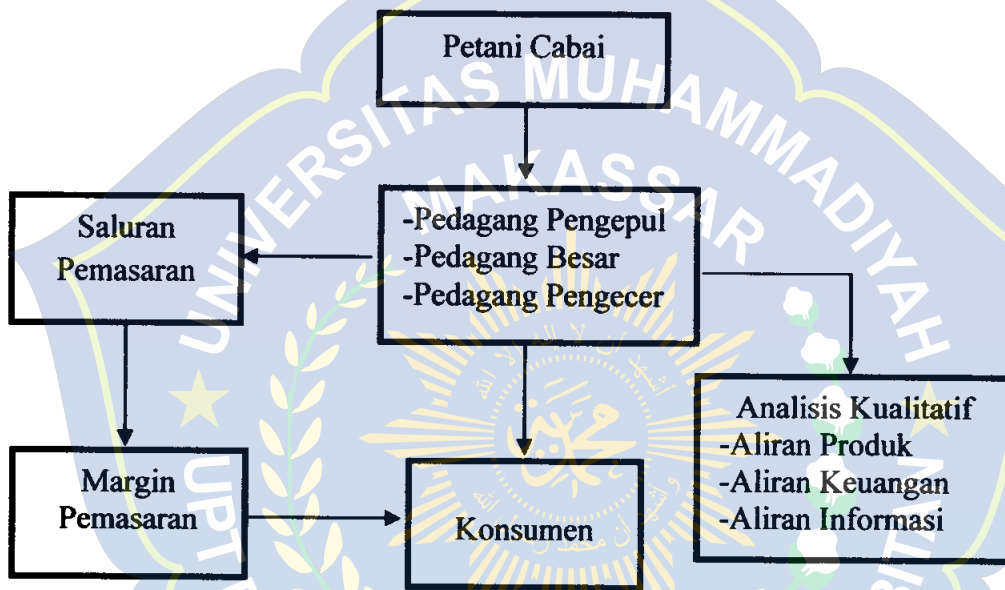 Petani Cabai
UNIVERSITAS MUHAMMADIYAH
MAKASSAR
Saluran
Pemasaran
-Pedagang Pengepul
-Pedagang Besar
-Pedagang Pengecer
Analisis Kualitatif
-Aliran Produk
-Aliran Keuangan
-Aliran Informasi
Margin
Pemasaran
Konsumen
UPT